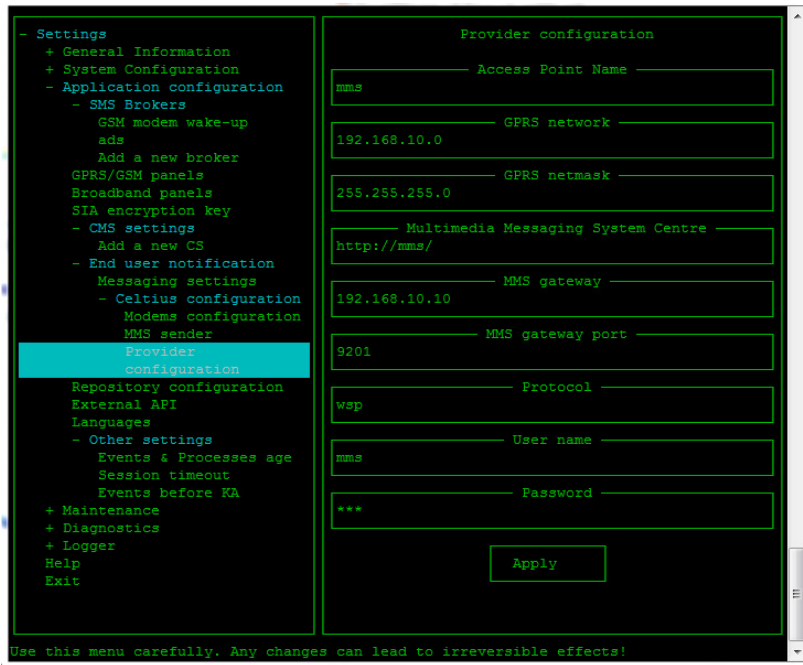 - Settings
+ General Information
+ System Configuration
- Application configuration
- SMS Brokers
GSM modem wake-up
ads
Add a new broker
GPRS/GSM panels
Broadband panels
SIA encryption key
- CMS settings
Add a new CS
- End user notification
Messaging settings
- Celtius configuration
Modems configuration
MMS sender
Provider
configuration
Repository configuration
External API
Languages
- Other settings
Events & Processes age
Session timeout
Events before KA
+ Maintenance
+ Diagnostics
+ Logger
Help
Exit
Provider configuration
Access Point Name
mms
GPRS network
192.168.10.0
GPRS netmask
255.255.255.0
Multimedia Messaging System Centre
http://mms/
MMS gateway
192.168.10.10
MMS gateway port
9201
Protocol
wsp
User name
mms
Password
***
Apply
Use this menu carefully. Any changes can lead to irreversible effects!